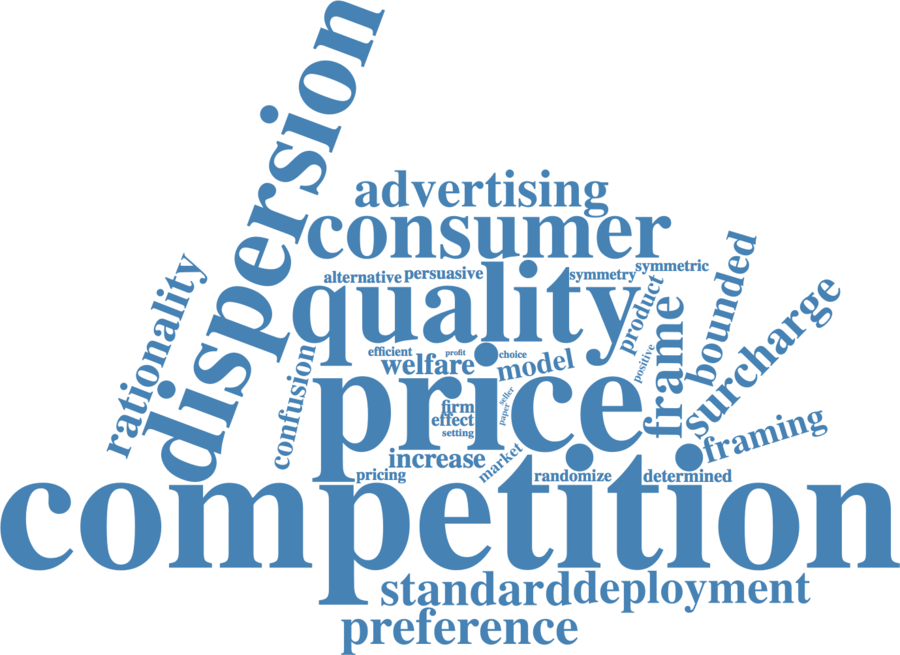 dispersion
advertising
consumer
rationality
alternative
persuasive
symmetry
symmetric
quality
product
bounded
surcharge
confusion
efficient
profit
choice
welfare
model
positive
frame
price
seller
paper
firm
effect
setting
framing
increase
market
pricing
randomize
determined
competition
standard
deployment
preference